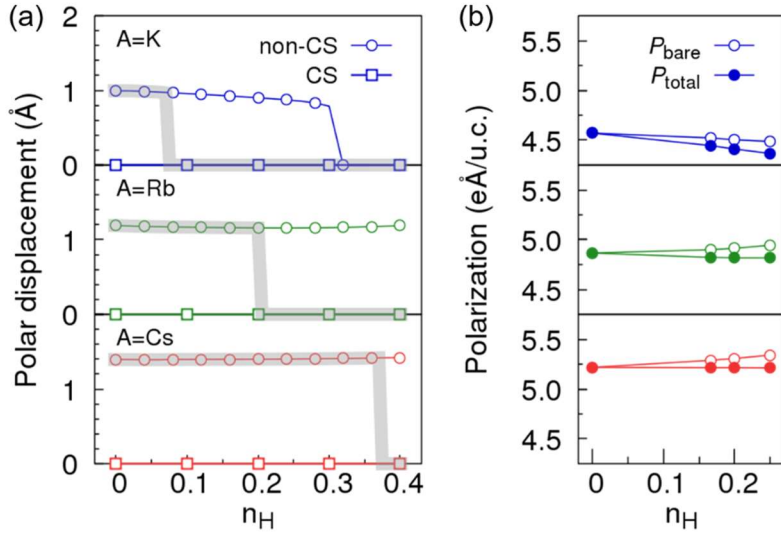 (a)
2
A=K
non-CS
CS
1
0
A=Rb
1
0
A=Cs
1
0
0
0.1
0.2
0.3
0.4
n_H
Polar displacement (Å)
(b)
5.5
P_bare
P_total
5.0
4.5
5.5
5.0
4.5
5.5
5.0
4.5
0
0.1
0.2
n_H
Polarization (eÅ/u.c.)